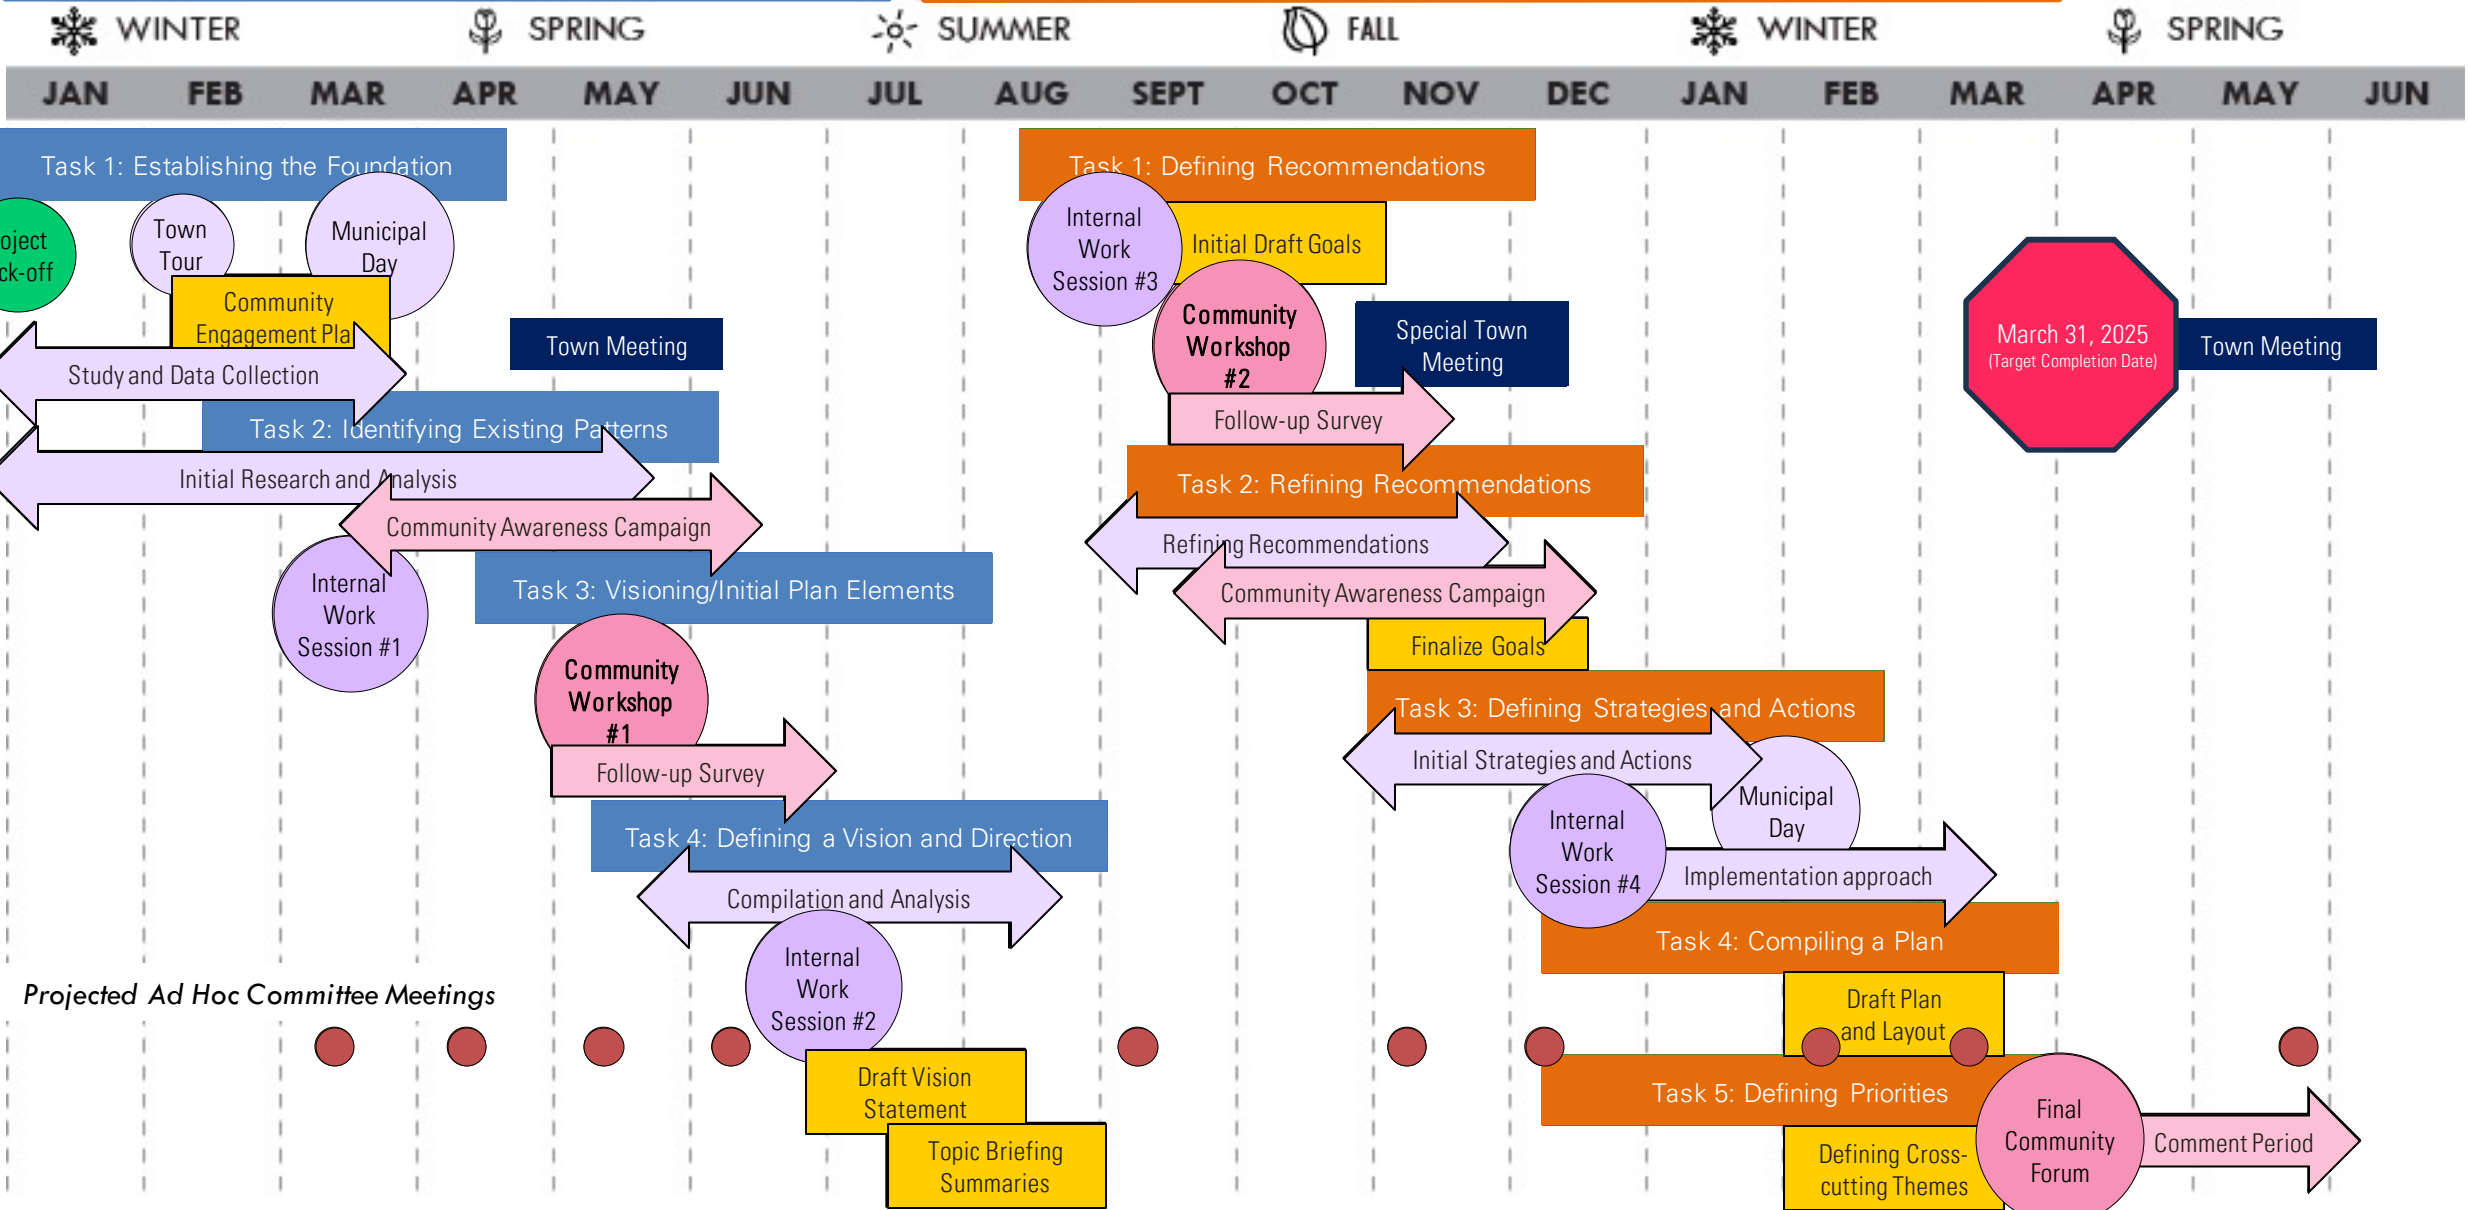 WINTER SPRING SUMMER FALL WINTER SPRING
JAN FEB MAR APR MAY JUN JUL AUG SEPT OCT NOV DEC JAN FEB MAR APR MAY JUN
Task 1: Establishing the Foundation
oject
ck-off
Town
Tour
Municipal
Day
Community
Engagement Pla
Study and Data Collection
Town Meeting
Task 2: Identifying Existing Patterns
Initial Research and Analysis
Community Awareness Campaign
Internal
Work
Session #1
Task 3: Visioning/Initial Plan Elements
Community
Workshop
#1
Follow-up Survey
Task 4: Defining a Vision and Direction
Compilation and Analysis
Internal
Work
Session #2
Draft Vision
Statement
Topic Briefing
Summaries
Projected Ad Hoc Committee Meetings
Task 1: Defining Recommendations
Internal
Work
Session #3
Initial Draft Goals
Community
Workshop
#2
Special Town
Meeting
Follow-up Survey
Task 2: Refining Recommendations
Refining Recommendations
Community Awareness Campaign
Finalize Goals
Task 3: Defining Strategies and Actions
Initial Strategies and Actions
Municipal
Day
Internal
Work
Session #4
Implementation approach
Task 4: Compiling a Plan
Draft Plan
and Layout
Task 5: Defining Priorities
Defining Cross-
cutting Themes
Final
Community
Forum
Comment Period
March 31, 2025
(Target Completion Date)
Town Meeting